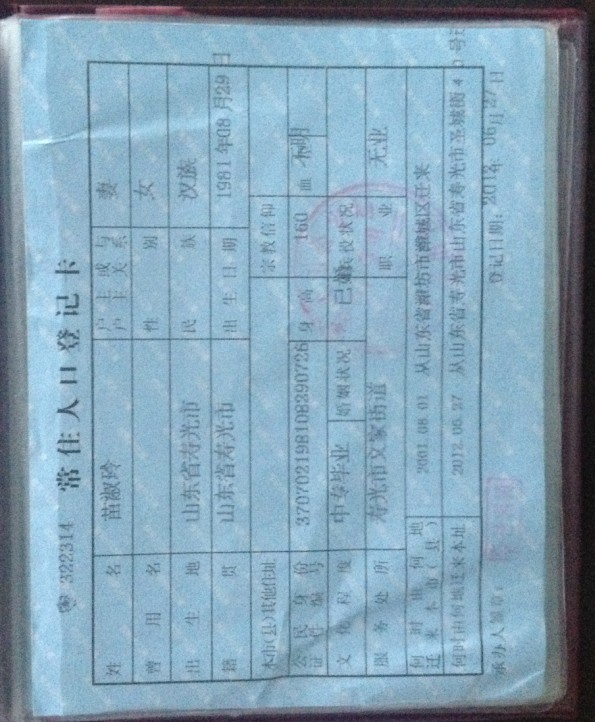 322314 常住人口登记卡
姓名 苗淑玲 户主或与户主关系 妻
曾用名 性别 女
出生地 山东省寿光市 民族 汉族
籍贯 山东省寿光市 出生日期 1981年08月29日
本市(县)其他住址 宗教信仰
公民身份证件编号 370702198108290726 身高 160 血 不明
文化程度 中专毕业 婚姻状况 已婚 兵役状况
服务处所 寿光市文家街道 职业 无业
何时由何地迁来本市(县) 2001.08.01 从山东省潍坊市潍城区迁来
何时由何地迁来本址 2012.06.27 从山东省寿光市山东省寿光市圣城街40号迁
承办人签章: 登记日期: 2012年06月27日